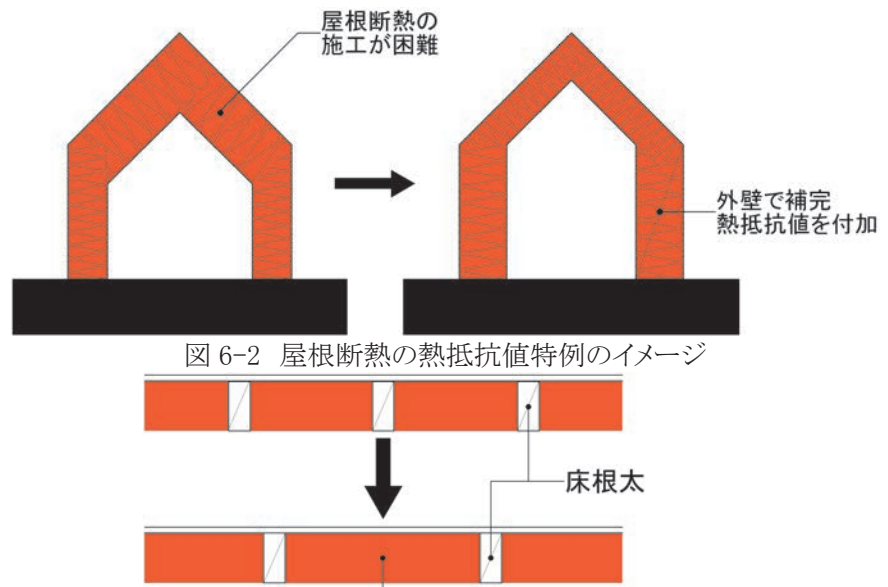 屋根断熱の
施工が困難
外壁で補完
熱抵抗値を付加
図 6-2 屋根断熱の熱抵抗値特例のイメージ
床根太